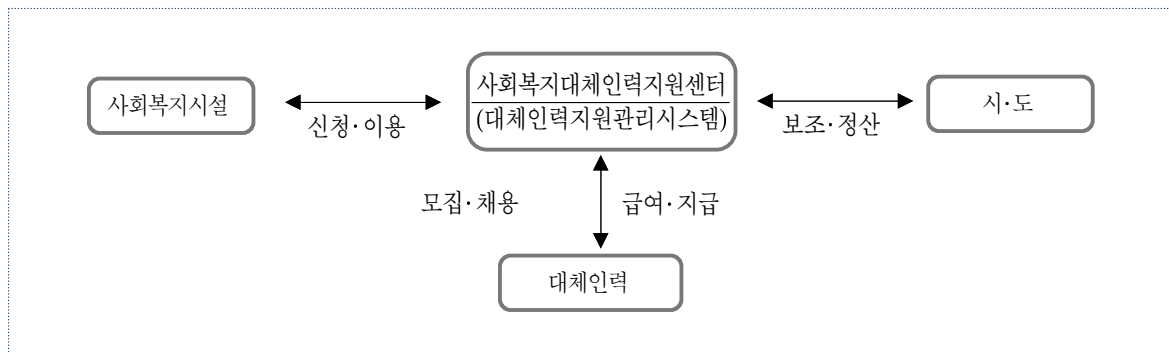 사회복지시설
신청·이용
사회복지대체인력지원센터
(대체인력지원관리시스템)
보조·정산
시·도
모집·채용
급여·지급
대체인력